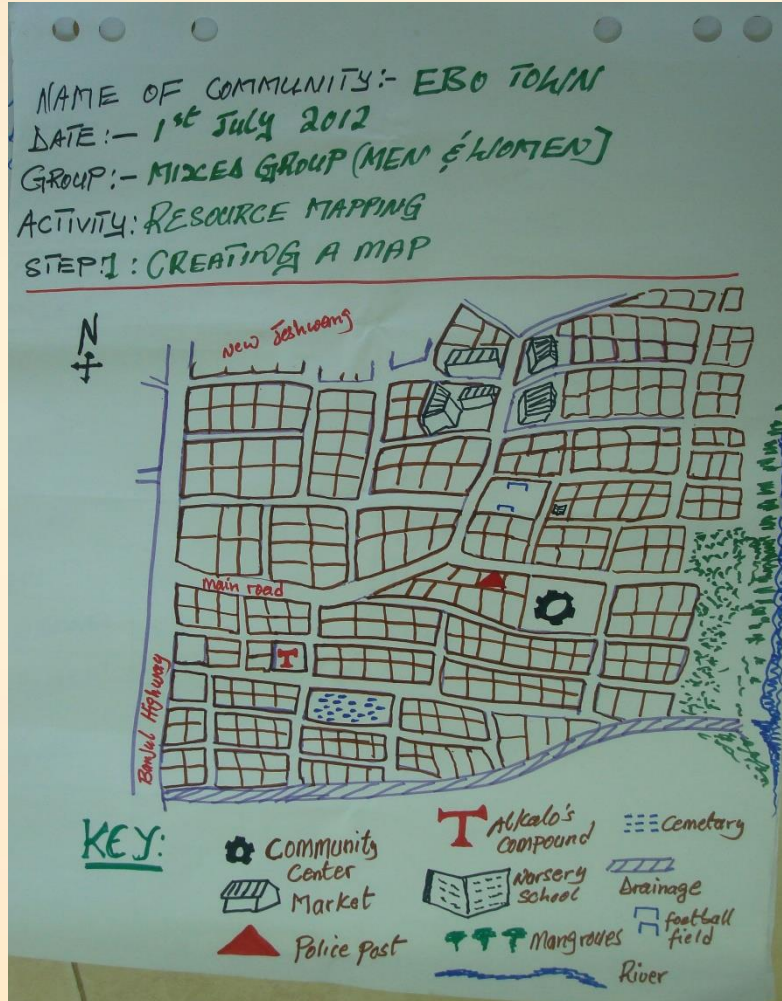 NAME OF COMMUNITY:- EBO TOWN
DATE:- 1st July 2012
GROUP:- MIXED GROUP (MEN & WOMEN]
ACTIVITY: RESOURCE MAPPING
STEP:1 : CREATING A MAP
N
New Jeshwang
main road
T
Banjul Highway
KEY:
Community Center
Market
Police post
T Alkalo's compound
Norsery school
Mangroves
Cemetary
Drainage
football field
River